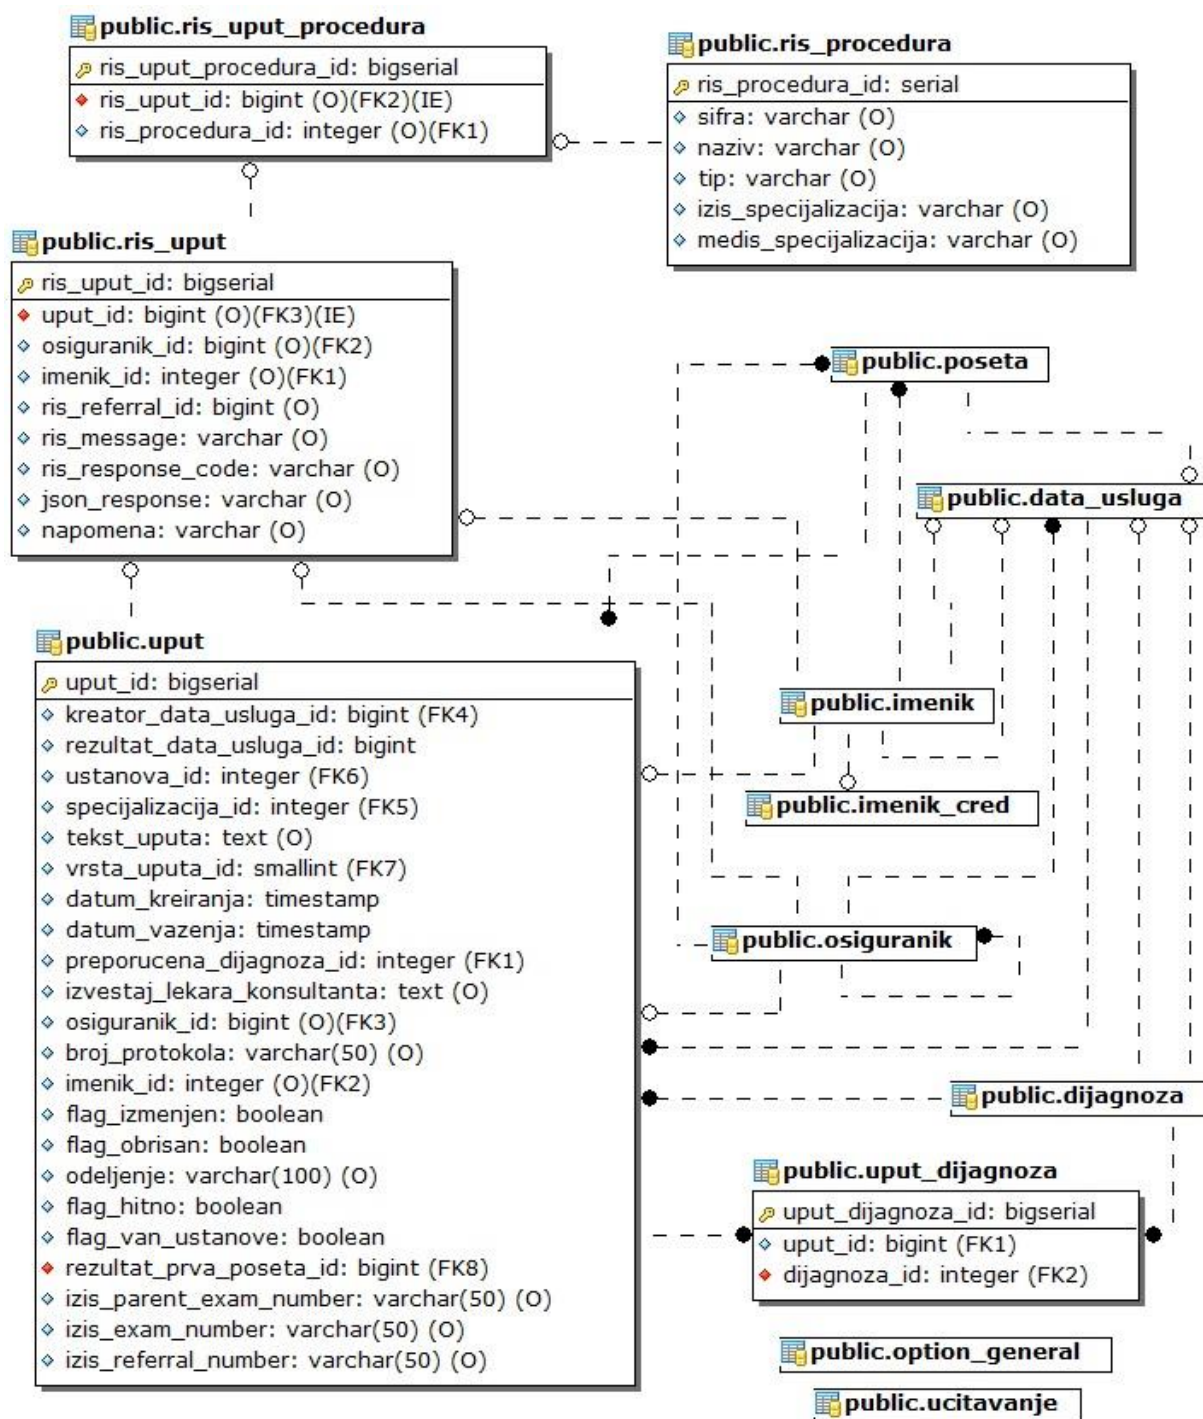 public.ris_uput_procedura
ris_uput_procedura_id: bigserial
ris_uput_id: bigint (O)(FK2)(IE)
ris_procedura_id: integer (O)(FK1)
public.ris_procedura
ris_procedura_id: serial
sifra: varchar (O)
naziv: varchar (O)
tip: varchar (O)
izis_specijalizacija: varchar (O)
medis_specijalizacija: varchar (O)
public.ris_uput
ris_uput_id: bigserial
uput_id: bigint (O)(FK3)(IE)
osiguranik_id: bigint (O)(FK2)
imenik_id: integer (O)(FK1)
ris_referral_id: bigint (O)
ris_message: varchar (O)
ris_response_code: varchar (O)
json_response: varchar (O)
napomena: varchar (O)
public.poseta
public.data_usluga
public.uput
uput_id: bigserial
kreator_data_usluga_id: bigint (FK4)
rezultat_data_usluga_id: bigint
ustanova_id: integer (FK6)
specijalizacija_id: integer (FK5)
tekst_uputa: text (O)
vrsta_uputa_id: smallint (FK7)
datum_kreiranja: timestamp
datum_vazenja: timestamp
preporucena_dijagnoza_id: integer (FK1)
izvestaj_lekara_konsultanta: text (O)
osiguranik_id: bigint (O)(FK3)
broj_protokola: varchar(50) (O)
imenik_id: integer (O)(FK2)
flag_izmenjen: boolean
flag_obrisan: boolean
odeljenje: varchar(100) (O)
flag_hitno: boolean
flag_van_ustanove: boolean
rezultat_prva_poseta_id: bigint (FK8)
izis_parent_exam_number: varchar(50) (O)
izis_exam_number: varchar(50) (O)
izis_referral_number: varchar(50) (O)
public.imenik
public.imenik_cred
public.osiguranik
public.dijagnoza
public.uput_dijagnoza
uput_dijagnoza_id: bigserial
uput_id: bigint (FK1)
dijagnoza_id: integer (FK2)
public.option_general
public.ucitavanje